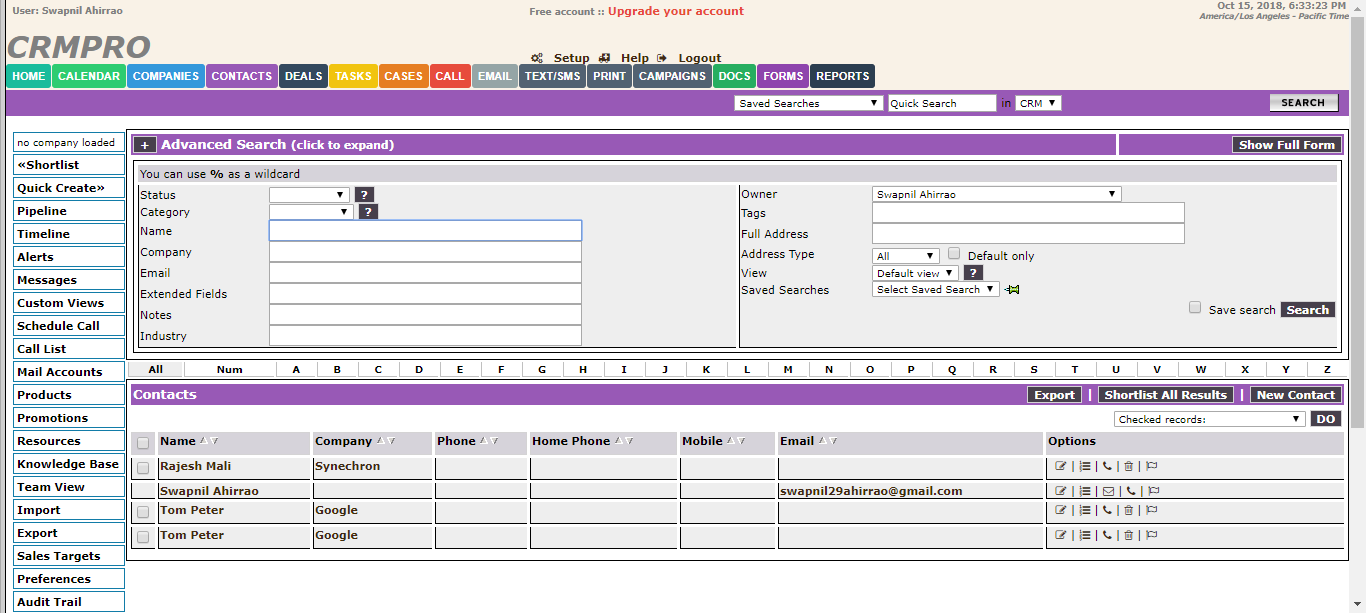 User: Swapnil Ahirrao
Free account :: Upgrade your account
Oct 15, 2018, 6:33:23 PM
America/Los Angeles - Pacific Time
CRMPRO
Setup Help Logout
HOME CALENDAR COMPANIES CONTACTS DEALS TASKS CASES CALL EMAIL TEXT/SMS PRINT CAMPAIGNS DOCS FORMS REPORTS
Saved Searches Quick Search in CRM SEARCH
no company loaded
«Shortlist
Quick Create»
Pipeline
Timeline
Alerts
Messages
Custom Views
Schedule Call
Call List
Mail Accounts
Products
Promotions
Resources
Knowledge Base
Team View
Import
Export
Sales Targets
Preferences
Audit Trail
+ Advanced Search (click to expand) Show Full Form
You can use % as a wildcard
Status ?
Category ?
Name
Company
Email
Extended Fields
Notes
Industry
Owner Swapnil Ahirrao
Tags
Full Address
Address Type All Default only
View Default view ?
Saved Searches Select Saved Search
Save search Search
All Num A B C D E F G H I J K L M N O P Q R S T U V W X Y Z
Contacts Export | Shortlist All Results | New Contact
Checked records: DO
Name Company Phone Home Phone Mobile Email Options
Rajesh Mali Synechron
Swapnil Ahirrao swapnil29ahirrao@gmail.com
Tom Peter Google
Tom Peter Google